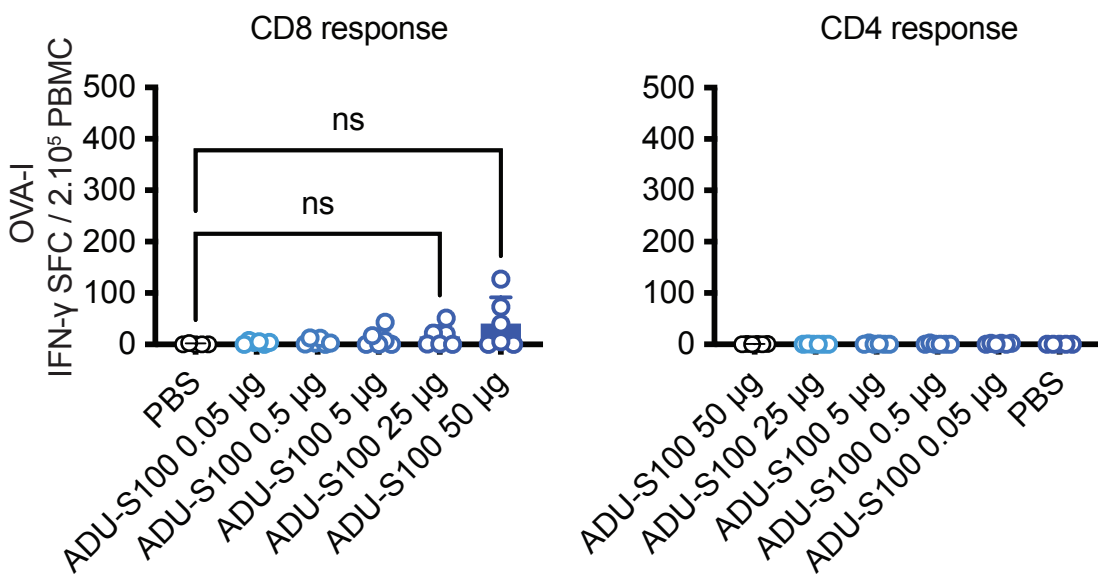 CD8 response
OVA-I
IFN-γ SFC / 2.10⁵ PBMC
500
400
300
200
100
0
ns
ns
PBS
ADU-S100 0.05 µg
ADU-S100 0.5 µg
ADU-S100 5 µg
ADU-S100 25 µg
ADU-S100 50 µg
CD4 response
500
400
300
200
100
0
ADU-S100 50 µg
ADU-S100 25 µg
ADU-S100 5 µg
ADU-S100 0.5 µg
ADU-S100 0.05 µg
PBS